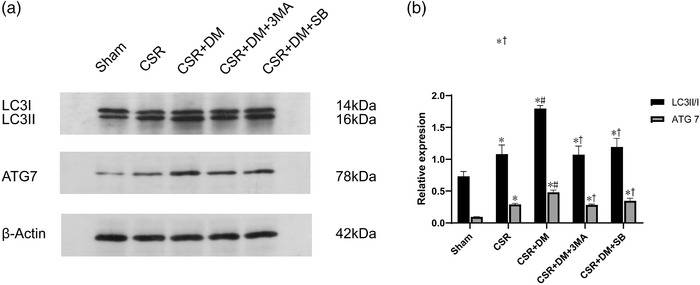 (a)
Sham
CSR
CSR+DM
CSR+DM+3MA
CSR+DM+SB
LC3I 14kDa
LC3II 16kDa
ATG7 78kDa
β-Actin 42kDa
(b)
*†
Relative expresion
2.0
1.5
1.0
0.5
0.0
*
*
*#
*#
*†
*†
*†
*†
Sham
CSR
CSR+DM
CSR+DM+3MA
CSR+DM+SB
LC3II/I
ATG 7